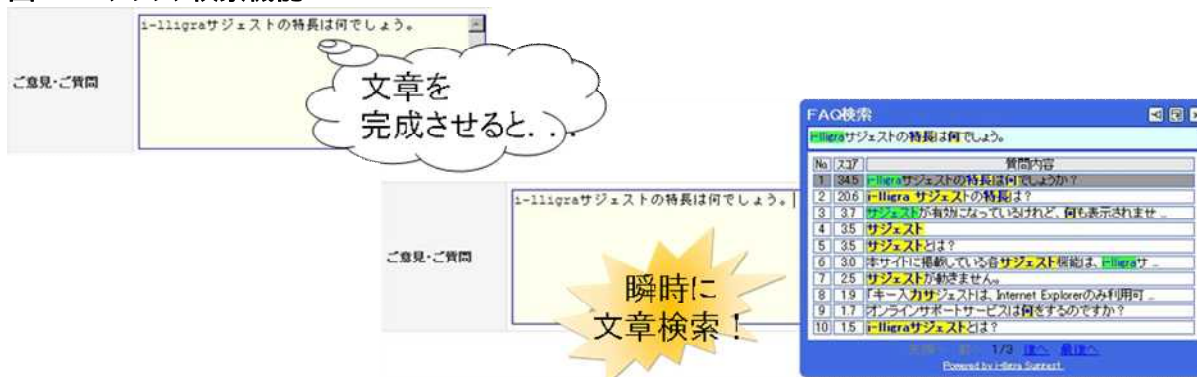 i-lligraサジェストの特長は何でしょう。
ご意見・ご質問
文章を
完成させると...
i-lligraサジェストの特長は何でしょう。
ご意見・ご質問
瞬時に
文章検索！
FAQ検索
i-lligraサジェストの特長は何でしょう。
No スコア 質問内容
1 34.5 i-lligraサジェストの特長は何でしょうか？
2 20.6 i-lligra サジェストの特長は？
3 3.7 サジェストが有効になっているけれど、何も表示されませ ...
4 3.5 サジェスト
5 3.5 サジェストとは？
6 3.0 本サイトに掲載している各サジェスト機能は、i-lligraサ ...
7 2.5 サジェストが動きません。
8 1.9 「キー入力サジェストは、Internet Explorerのみ利用可 ...
9 1.7 オンラインサポートサービスは何をするのですか？
10 1.5 i-lligraサジェストとは？
1/3 後へ 最後へ
Powered by i-lligra Suggest.